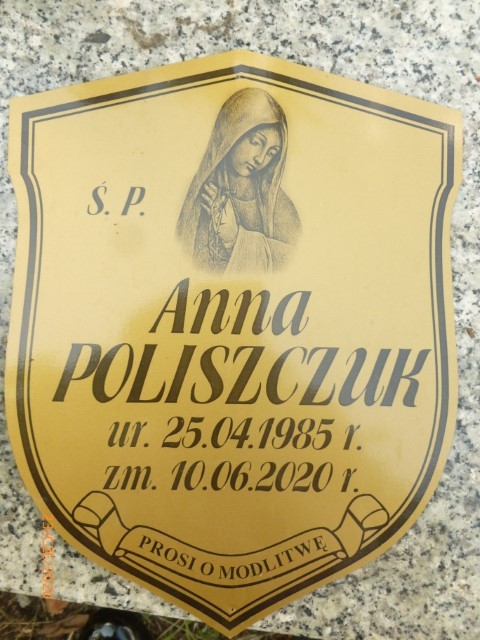 Ś. P.
Anna
POLISZCZUK
ur. 25.04.1985 r.
zm. 10.06.2020 r.
PROSI O MODLITWĘ